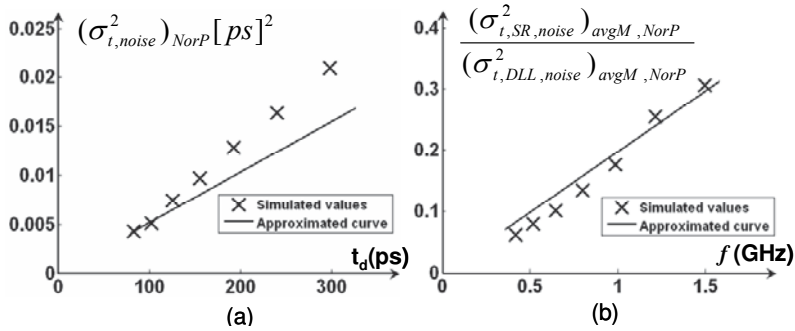 0.025
(σ²t,noise)NorP [ps]²
0.02
0.015
0.01
0.005
0
Simulated values
Approximated curve
td(ps)
0 100 200 300
(a)
0.4
(σ²t,SR,noise)avgM,NorP
(σ²t,DLL,noise)avgM,NorP
0.3
0.2
0.1
0
Simulated values
Approximated curve
f(GHz)
0.5 1 1.5
(b)